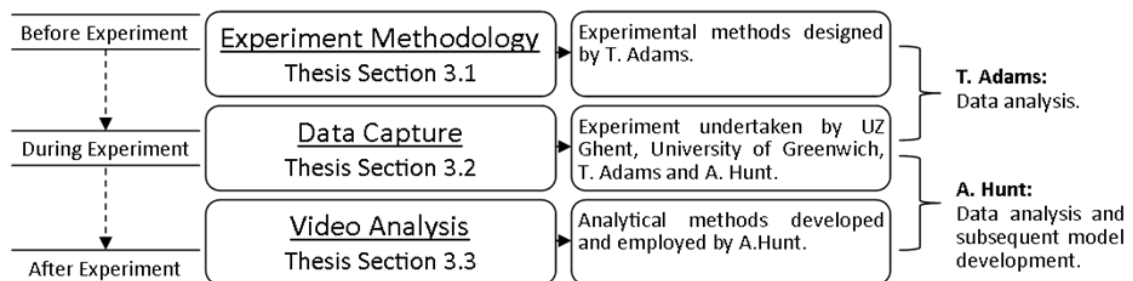 Before Experiment
During Experiment
After Experiment
Experiment Methodology
Thesis Section 3.1
Data Capture
Thesis Section 3.2
Video Analysis
Thesis Section 3.3
Experimental methods designed
by T. Adams.
Experiment undertaken by UZ
Ghent, University of Greenwich,
T. Adams and A. Hunt.
Analytical methods developed
and employed by A.Hunt.
T. Adams:
Data analysis.
A. Hunt:
Data analysis and
subsequent model
development.